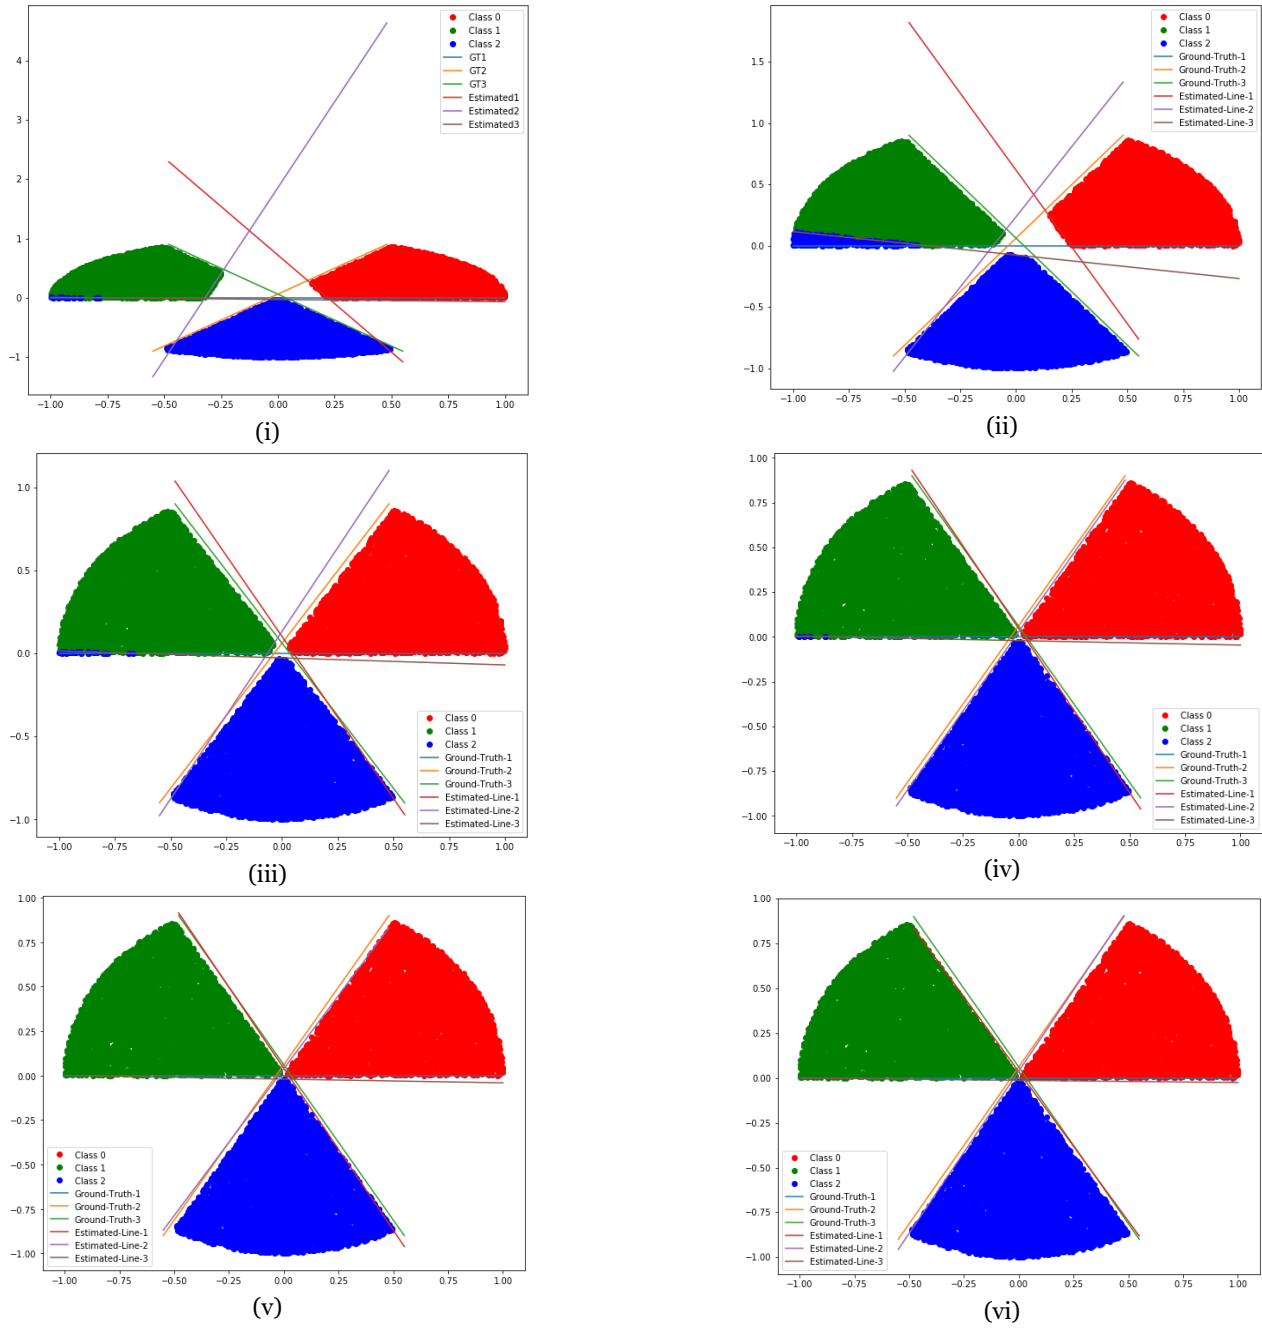 Class 0
Class 1
Class 2
GT1
GT2
GT3
Estimated1
Estimated2
Estimated3
4
3
2
1
0
−1
−1.00 −0.75 −0.50 −0.25 0.00 0.25 0.50 0.75 1.00
(i)
Class 0
Class 1
Class 2
Ground-Truth-1
Ground-Truth-2
Ground-Truth-3
Estimated-Line-1
Estimated-Line-2
Estimated-Line-3
1.5
1.0
0.5
0.0
−0.5
−1.0
−1.00 −0.75 −0.50 −0.25 0.00 0.25 0.50 0.75 1.00
(ii)
1.0
0.5
0.0
−0.5
−1.0
Class 0
Class 1
Class 2
Ground-Truth-1
Ground-Truth-2
Ground-Truth-3
Estimated-Line-1
Estimated-Line-2
Estimated-Line-3
−1.00 −0.75 −0.50 −0.25 0.00 0.25 0.50 0.75 1.00
(iii)
1.00
0.75
0.50
0.25
0.00
−0.25
−0.50
−0.75
−1.00
Class 0
Class 1
Class 2
Ground-Truth-1
Ground-Truth-2
Ground-Truth-3
Estimated-Line-1
Estimated-Line-2
Estimated-Line-3
−1.00 −0.75 −0.50 −0.25 0.00 0.25 0.50 0.75 1.00
(iv)
1.00
0.75
0.50
0.25
0.00
−0.25
−0.50
−0.75
−1.00
Class 0
Class 1
Class 2
Ground-Truth-1
Ground-Truth-2
Ground-Truth-3
Estimated-Line-1
Estimated-Line-2
Estimated-Line-3
−1.00 −0.75 −0.50 −0.25 0.00 0.25 0.50 0.75 1.00
(v)
1.00
0.75
0.50
0.25
0.00
−0.25
−0.50
−0.75
−1.00
Class 0
Class 1
Class 2
Ground-Truth-1
Ground-Truth-2
Ground-Truth-3
Estimated-Line-1
Estimated-Line-2
Estimated-Line-3
−1.00 −0.75 −0.50 −0.25 0.00 0.25 0.50 0.75 1.00
(vi)